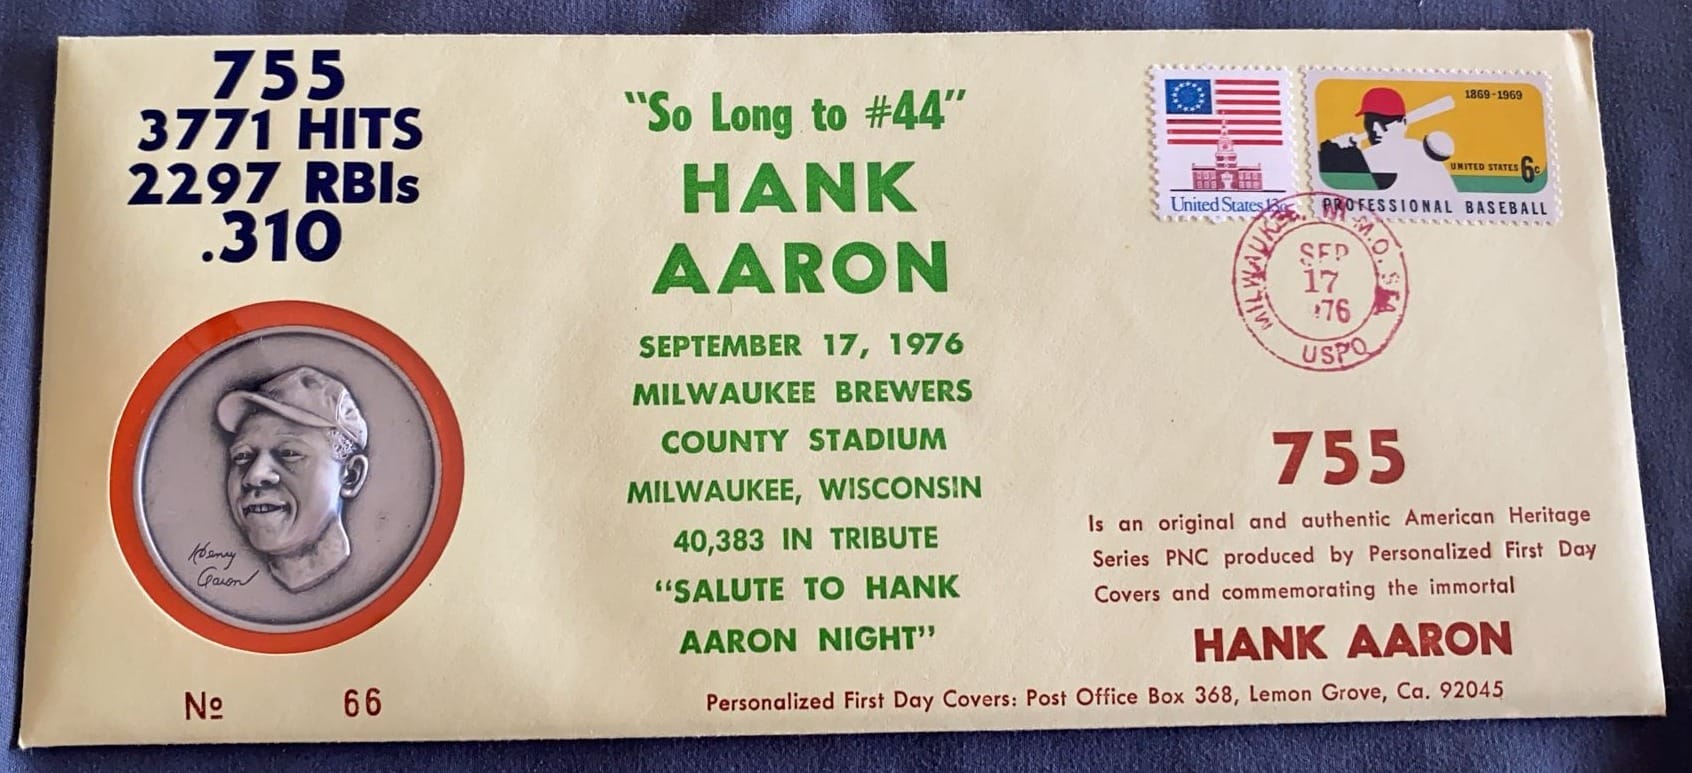 755
3771 HITS
2297 RBIs
.310
Henry
Aaron
Nº 66
"So Long to #44"
HANK
AARON
SEPTEMBER 17, 1976
MILWAUKEE BREWERS
COUNTY STADIUM
MILWAUKEE, WISCONSIN
40,383 IN TRIBUTE
"SALUTE TO HANK
AARON NIGHT"
United States 13c
1869-1969
UNITED STATES 6c
PROFESSIONAL BASEBALL
MILWAUKEE, WI M.O. STA
SEP
17
'76
USPO
755
Is an original and authentic American Heritage
Series PNC produced by Personalized First Day
Covers and commemorating the immortal
HANK AARON
Personalized First Day Covers: Post Office Box 368, Lemon Grove, Ca. 92045